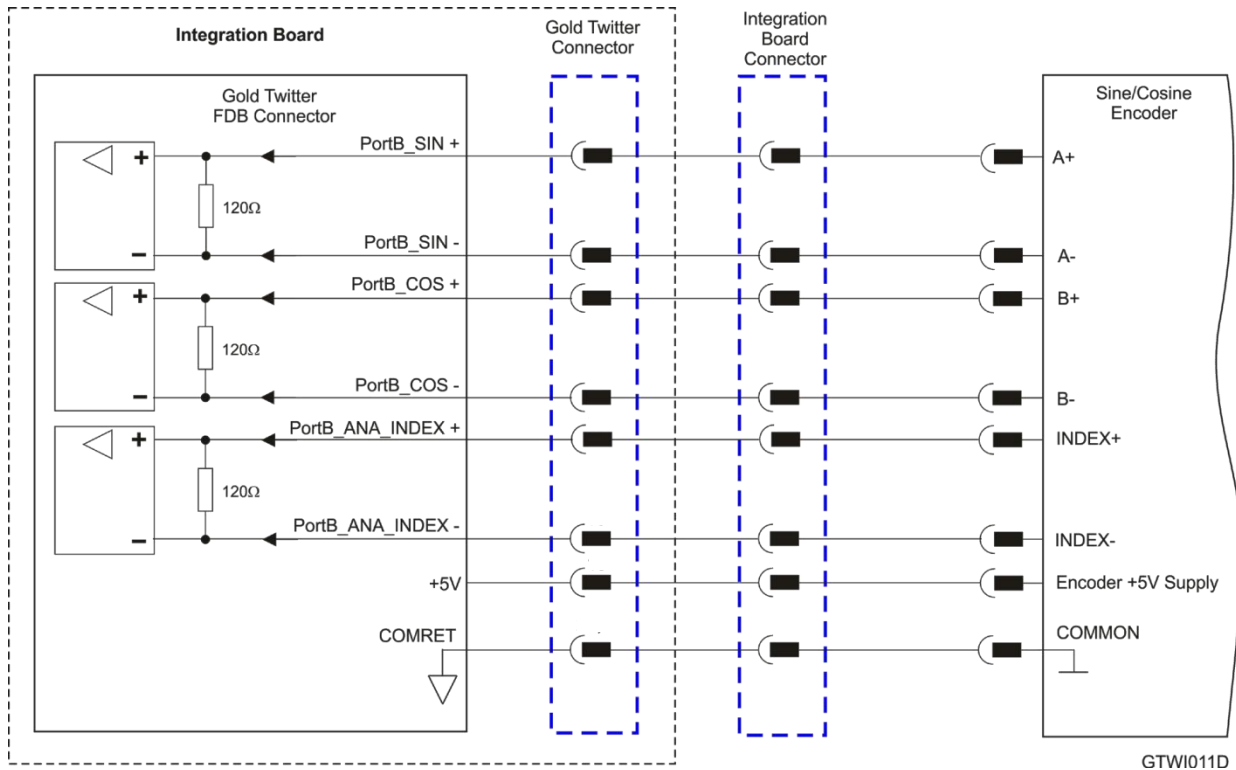 Integration Board
Gold Twitter
Connector
Integration
Board
Connector
Gold Twitter
FDB Connector
Sine/Cosine
Encoder
+
PortB_SIN +
A+
120Ω
−
PortB_SIN -
A-
+
PortB_COS +
B+
120Ω
−
PortB_COS -
B-
+
PortB_ANA_INDEX +
INDEX+
120Ω
−
PortB_ANA_INDEX -
INDEX-
+5V
Encoder +5V Supply
COMRET
COMMON
GTWI011D